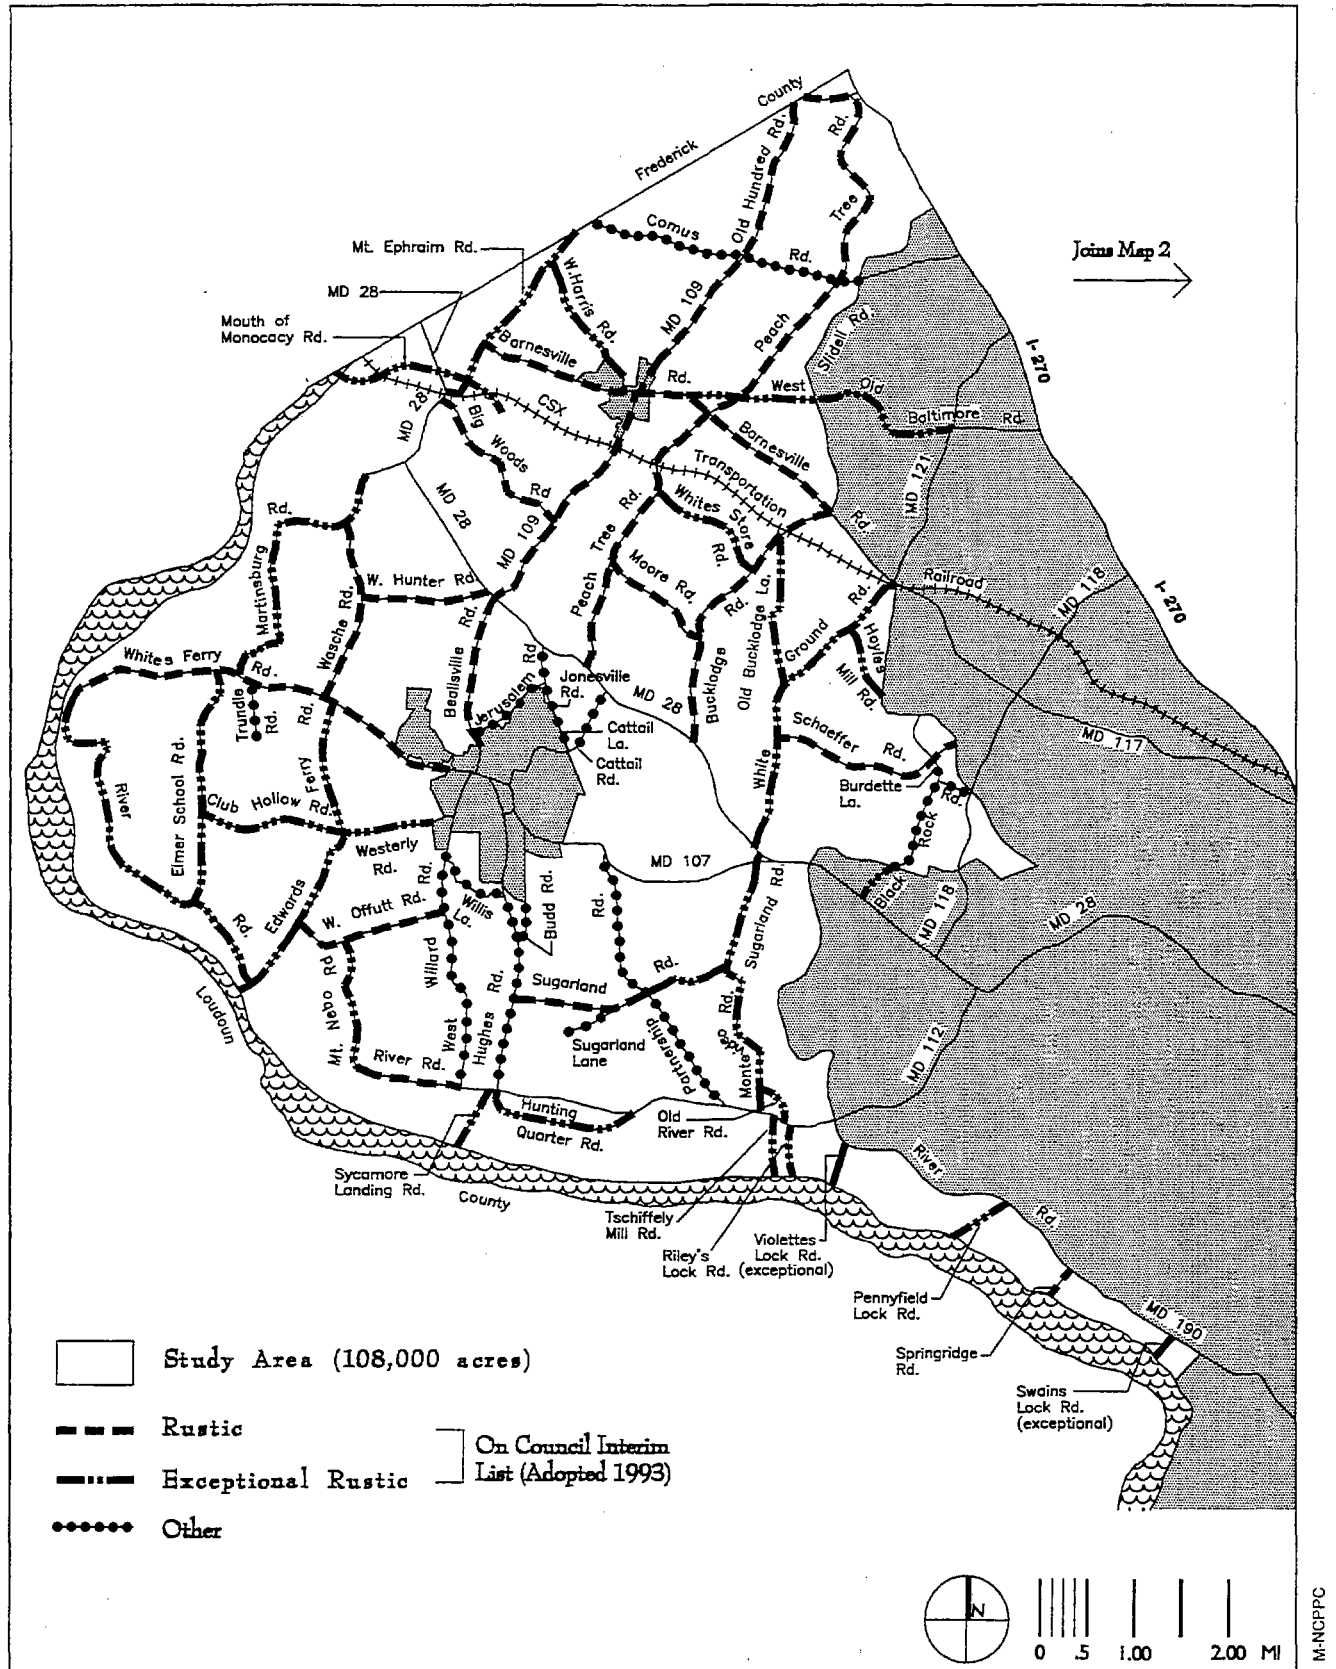 County
Frederick
Old Hundred Rd.
Rd.
Tree
Comus
Rd.
Joins Map 2
Mt. Ephraim Rd.
W.Harris Rd.
MD 28
MD 109
Mouth of
Monocacy Rd.
Barnesville
Peach
Slidell Rd.
I-270
Rd.
West
Old
Baltimore
Rd
MD 28
Big
CSX
Woods
Rd
Barnesville
Transportation
MD 121
Rd.
MD 28
MD 109
Rd.
Whites Store
Rd.
Rd.
Martinsburg
Wasche Rd.
W. Hunter Rd.
Peach
Tree
Moore Rd.
Rd.
Railroad
MD 118
I-270
Rd.
Old Bucklodge La.
Ground
Hoyles
Mill Rd.
Whites Ferry
Rd.
Beallsville
Rd.
Jerusalem
Rd
Jonesville
Rd.
MD 28
Bucklodge
Trundle
Rd.
Rd.
Ferry
Cattail
La.
Cattail
Rd.
Schaeffer
Rd.
MD 117
White
Burdette
La.
Rd.
Rock
Black
River
Elmer School Rd.
Club Hollow Rd.
Westerly
Rd.
MD 107
Rd.
W. Offutt Rd.
Willis
La.
Budd Rd.
Rd.
Sugarland
Rd.
MD 118
MD 28
Edwards
Rd.
Loudoun
Mt. Nebo Rd
Willard
West
Hughes
Rd.
Sugarland
Rd.
Rd.
Monte
video
Partnership
Sugarland
Lane
MD 112
River Rd.
Hunting
Quarter Rd.
Old
River Rd.
River
Rd.
Sycamore
Landing Rd.
County
Tschiffely
Mill Rd.
Riley's
Lock Rd.
Violettes
Lock Rd.
(exceptional)
Pennyfield
Lock Rd.
MD 190
Springridge
Rd.
Swains
Lock Rd.
(exceptional)
Study Area (108,000 acres)
Rustic
Exceptional Rustic
On Council Interim
List (Adopted 1993)
Other
N
0 .5 1.00 2.00 MI
M-NCPPC